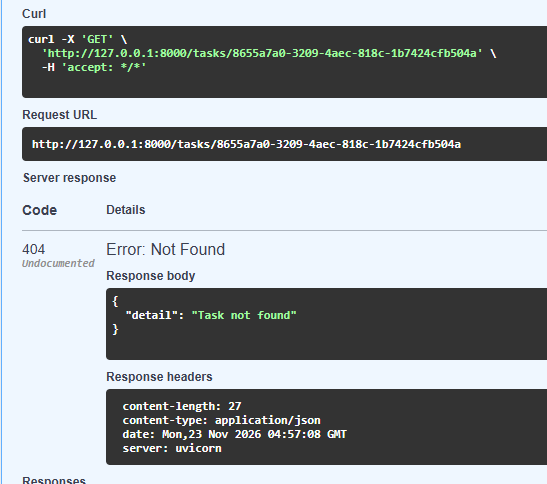 Curl
curl -X 'GET' \
  'http://127.0.0.1:8000/tasks/8655a7a0-3209-4aec-818c-1b7424cfb504a' \
  -H 'accept: */*'
Request URL
http://127.0.0.1:8000/tasks/8655a7a0-3209-4aec-818c-1b7424cfb504a
Server response
Code Details
404 Error: Not Found
Undocumented
Response body
{
  "detail": "Task not found"
}
Response headers
content-length: 27
content-type: application/json
date: Mon,23 Nov 2026 04:57:08 GMT
server: uvicorn
Responses